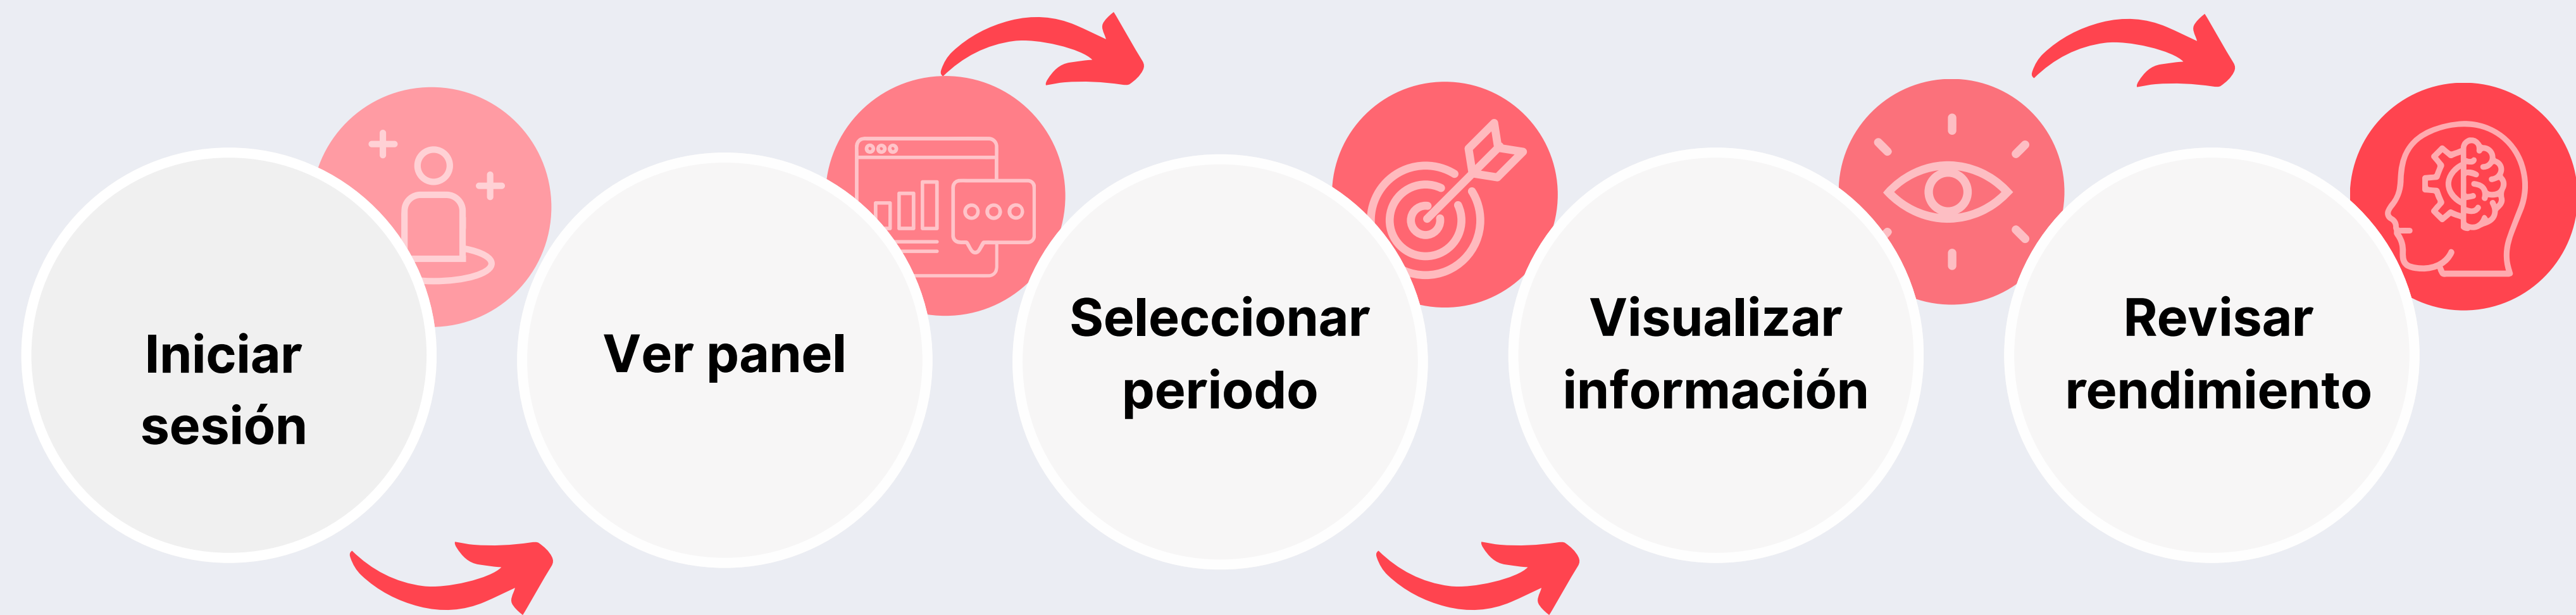 Iniciar
sesión
Ver panel
Seleccionar
periodo
Visualizar
información
Revisar
rendimiento